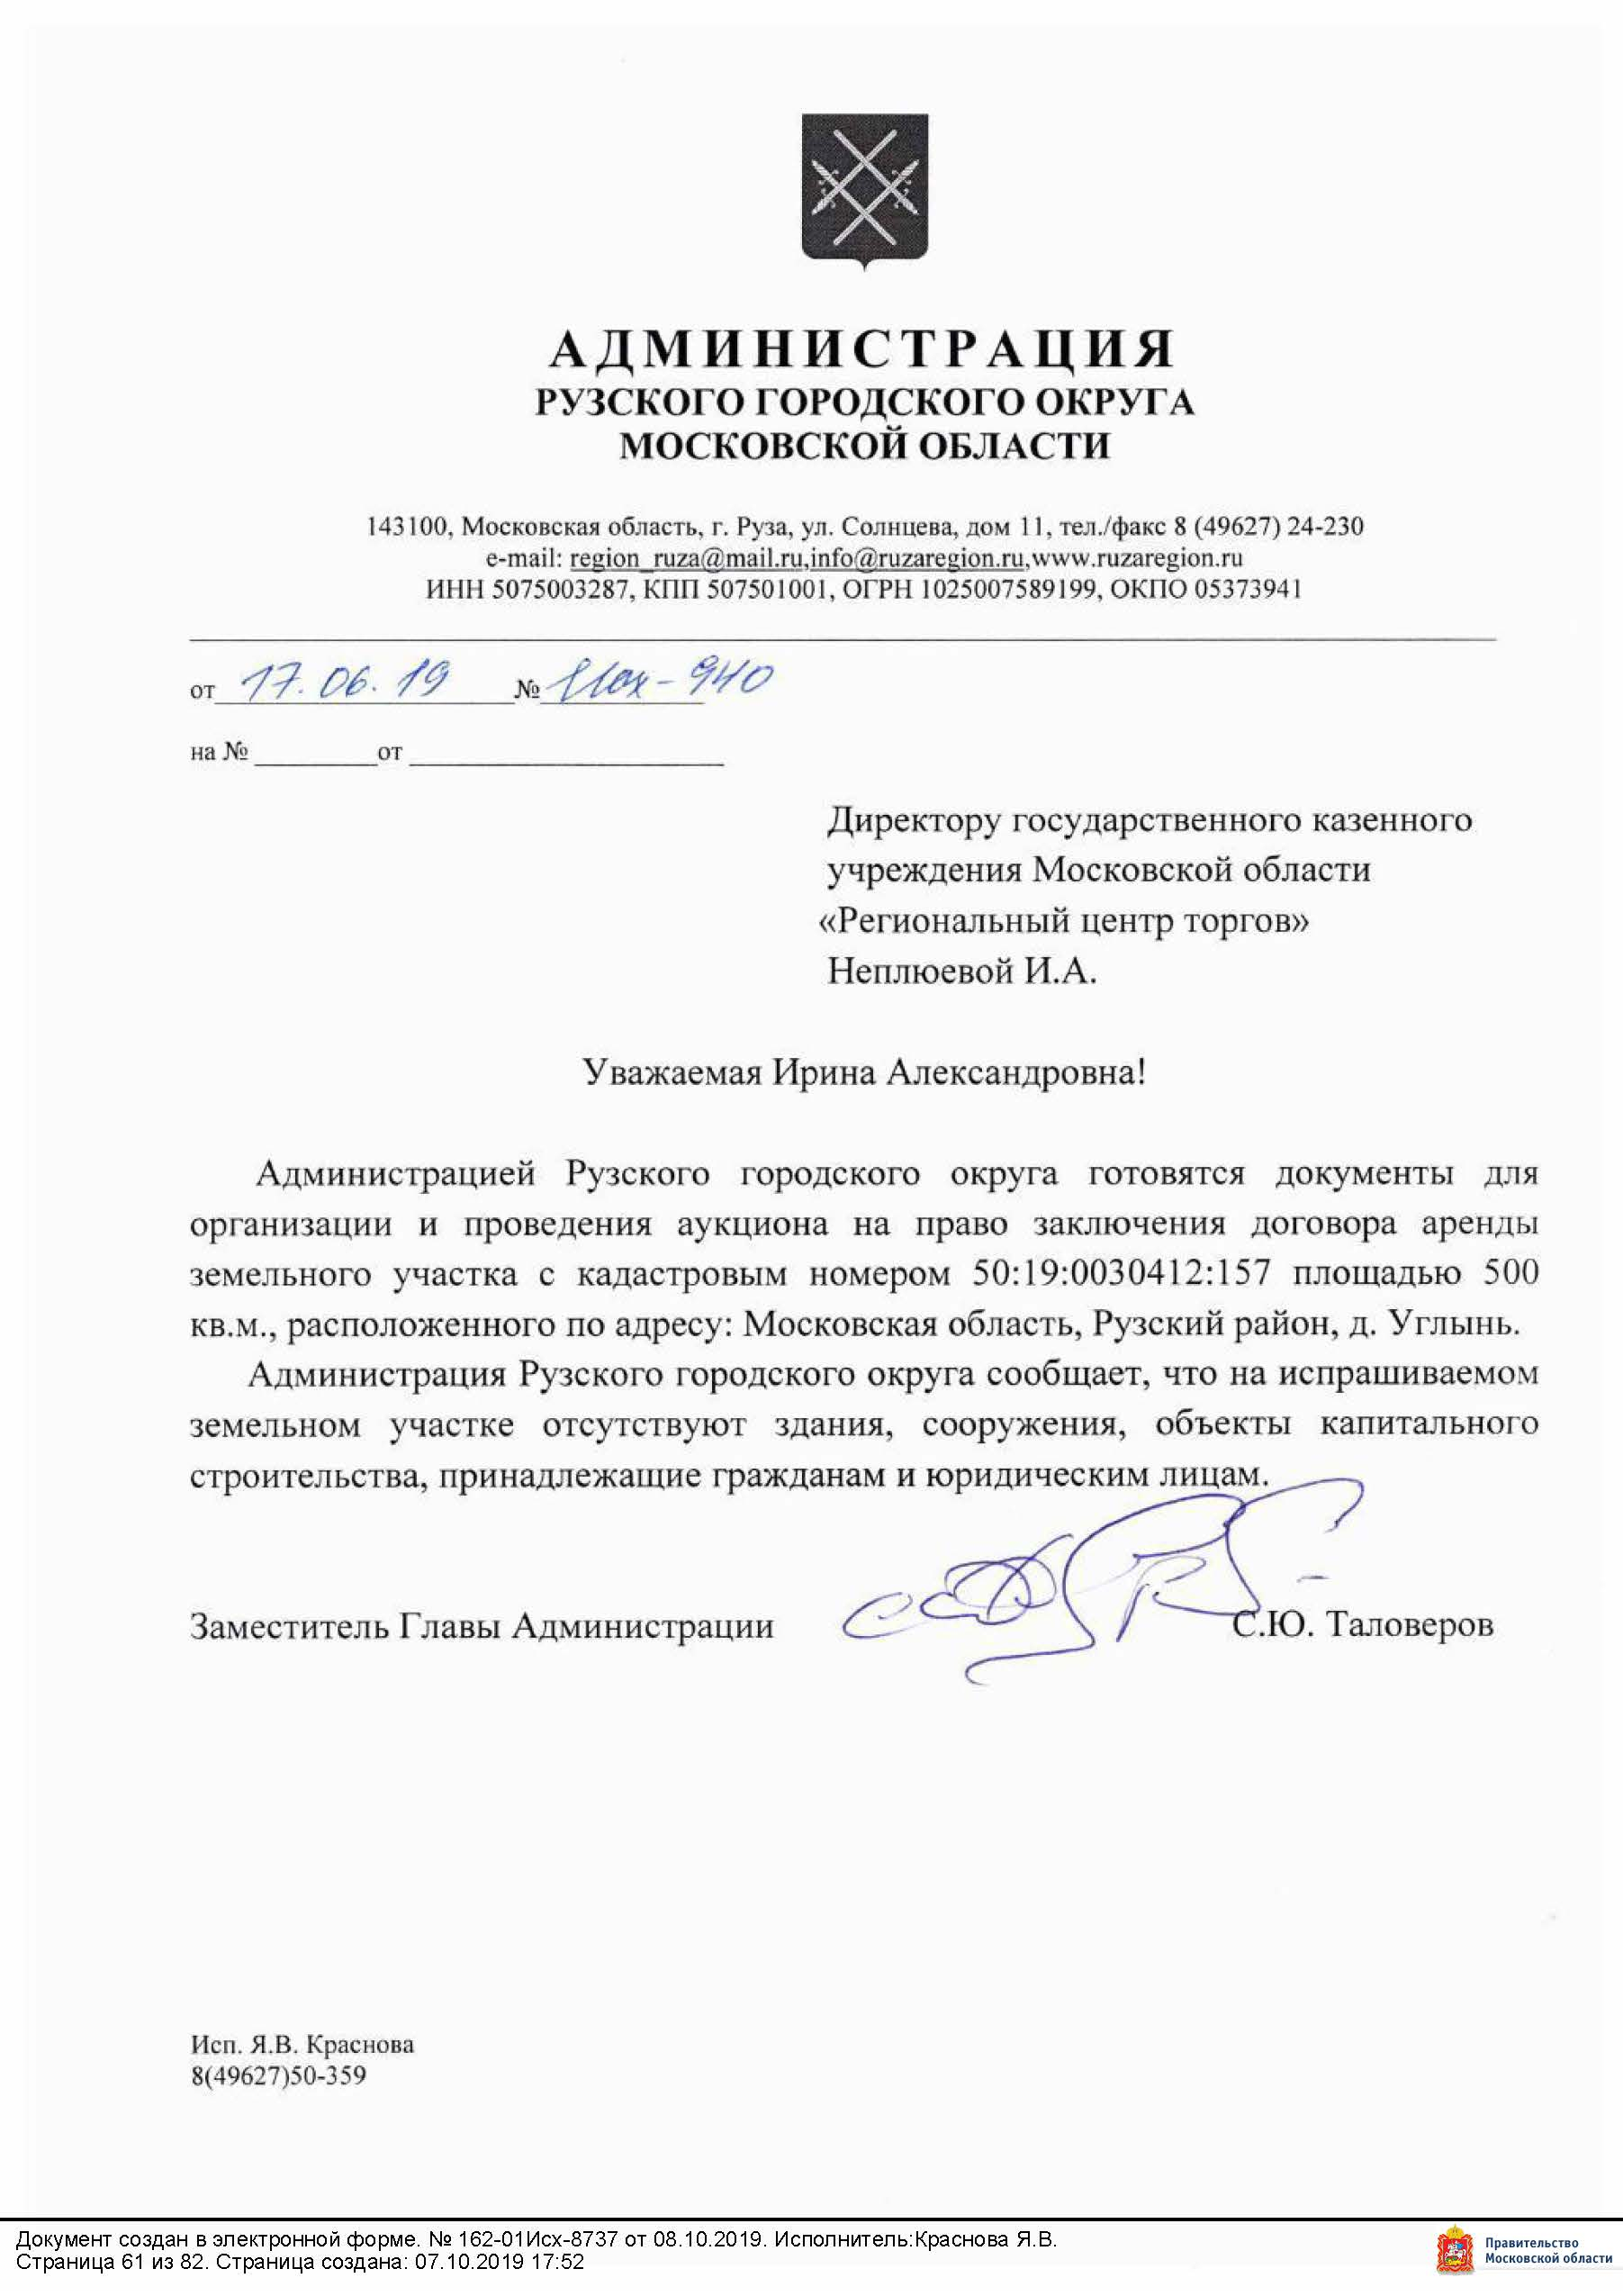 АДМИНИСТРАЦИЯ
РУЗСКОГО ГОРОДСКОГО ОКРУГА
МОСКОВСКОЙ ОБЛАСТИ
143100, Московская область, г. Руза, ул. Солнцева, дом 11, тел./факс 8 (49627) 24-230
e-mail: region_ruza@mail.ru,info@ruzaregion.ru,www.ruzaregion.ru
ИНН 5075003287, КПП 507501001, ОГРН 1025007589199, ОКПО 05373941
от 17.06.19 № Исх-940
на № от
Директору государственного казенного
учреждения Московской области
«Региональный центр торгов»
Неплюевой И.А.
Уважаемая Ирина Александровна!
Администрацией Рузского городского округа готовятся документы для
организации и проведения аукциона на право заключения договора аренды
земельного участка с кадастровым номером 50:19:0030412:157 площадью 500
кв.м., расположенного по адресу: Московская область, Рузский район, д. Углынь.
Администрация Рузского городского округа сообщает, что на испрашиваемом
земельном участке отсутствуют здания, сооружения, объекты капитального
строительства, принадлежащие гражданам и юридическим лицам.
Заместитель Главы Администрации С.Ю. Таловеров
Исп. Я.В. Краснова
8(49627)50-359
Документ создан в электронной форме. № 162-01Исх-8737 от 08.10.2019. Исполнитель:Краснова Я.В.
Страница 61 из 82. Страница создана: 07.10.2019 17:52
Правительство
Московской области